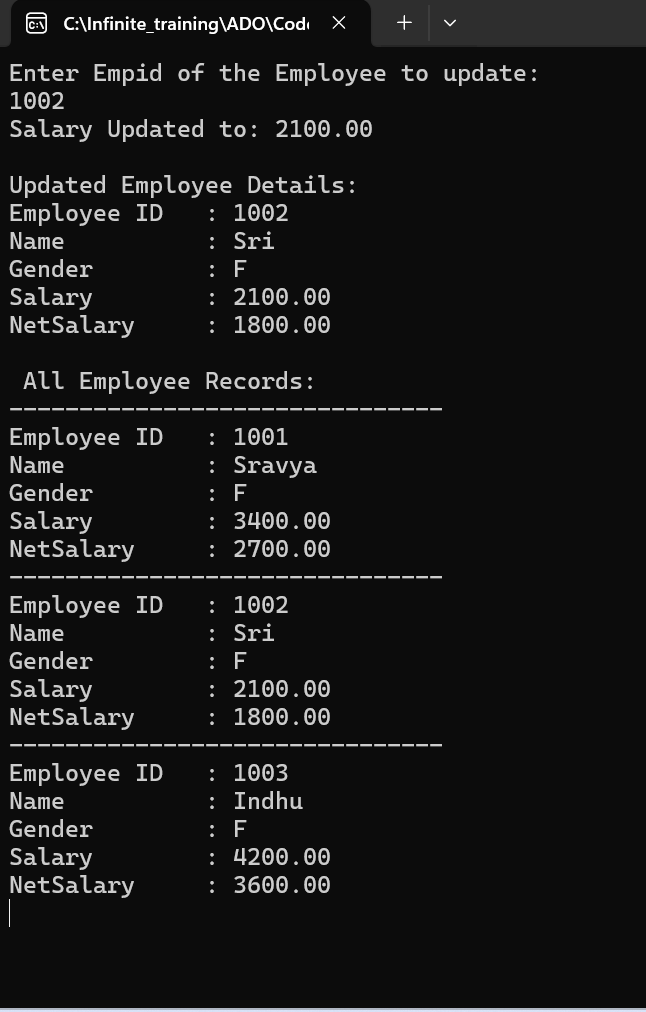 C:\Infinite_training\ADO\Cod
Enter Empid of the Employee to update:
1002
Salary Updated to: 2100.00
Updated Employee Details:
Employee ID   : 1002
Name          : Sri
Gender        : F
Salary        : 2100.00
NetSalary     : 1800.00
All Employee Records:
-------------------------------
Employee ID   : 1001
Name          : Sravya
Gender        : F
Salary        : 3400.00
NetSalary     : 2700.00
-------------------------------
Employee ID   : 1002
Name          : Sri
Gender        : F
Salary        : 2100.00
NetSalary     : 1800.00
-------------------------------
Employee ID   : 1003
Name          : Indhu
Gender        : F
Salary        : 4200.00
NetSalary     : 3600.00